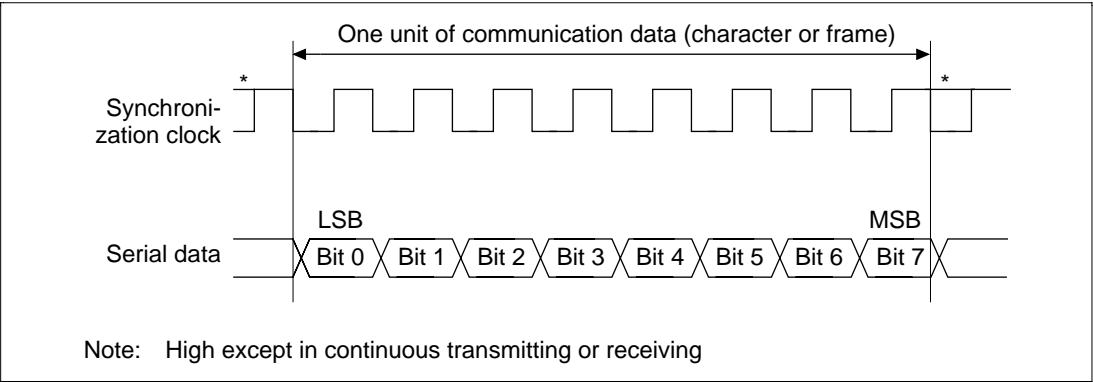 One unit of communication data (character or frame)
* *
Synchroni-
zation clock
LSB MSB
Serial data Bit 0 Bit 1 Bit 2 Bit 3 Bit 4 Bit 5 Bit 6 Bit 7
Note: High except in continuous transmitting or receiving